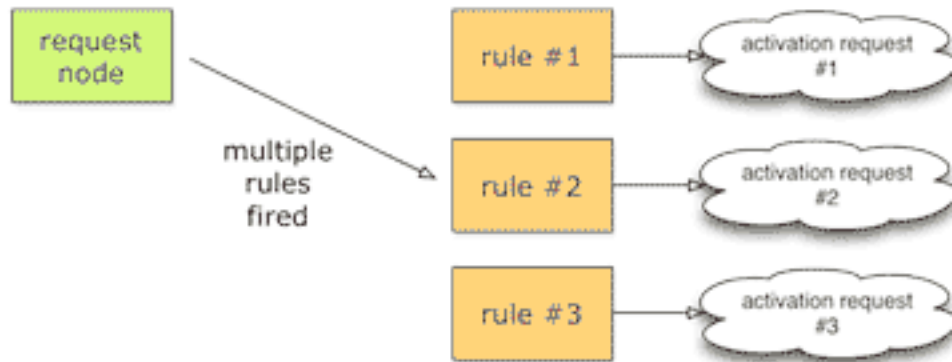 request
node
multiple
rules
fired
rule #1
activation request
#1
rule #2
activation request
#2
rule #3
activation request
#3